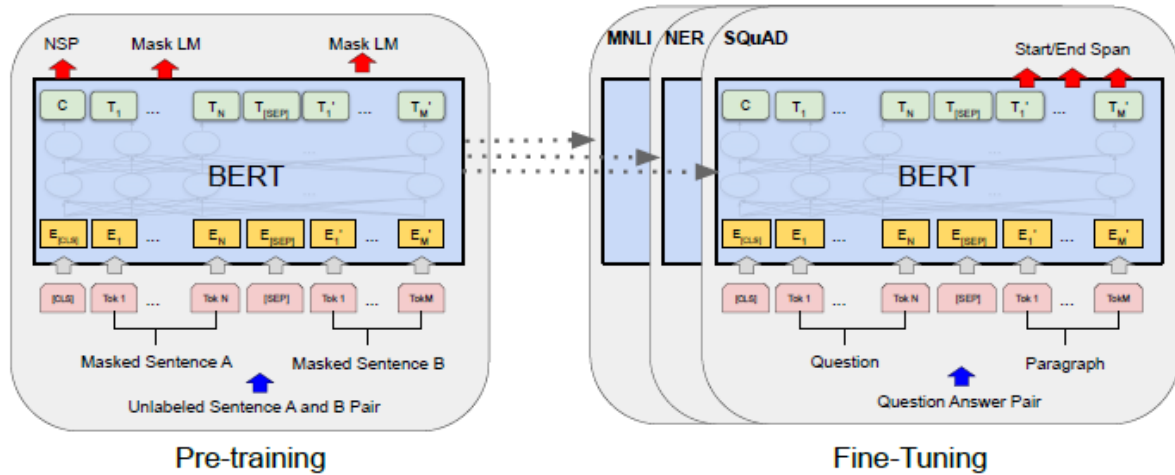 NSP Mask LM Mask LM
C T1 ... TN T[SEP] T1' ... TM'
...
BERT
...
E[CLS] E1 ... EN E[SEP] E1' ... EM'
[CLS] Tok 1 ... Tok N [SEP] Tok 1 ... TokM
Masked Sentence A Masked Sentence B
Unlabeled Sentence A and B Pair
Pre-training
MNLI NER SQuAD
Start/End Span
C T1 ... TN T[SEP] T1' ... TM'
...
BERT
...
E[CLS] E1 ... EN E[SEP] E1' ... EM'
[CLS] Tok 1 ... Tok N [SEP] Tok 1 ... TokM
Question Paragraph
Question Answer Pair
Fine-Tuning